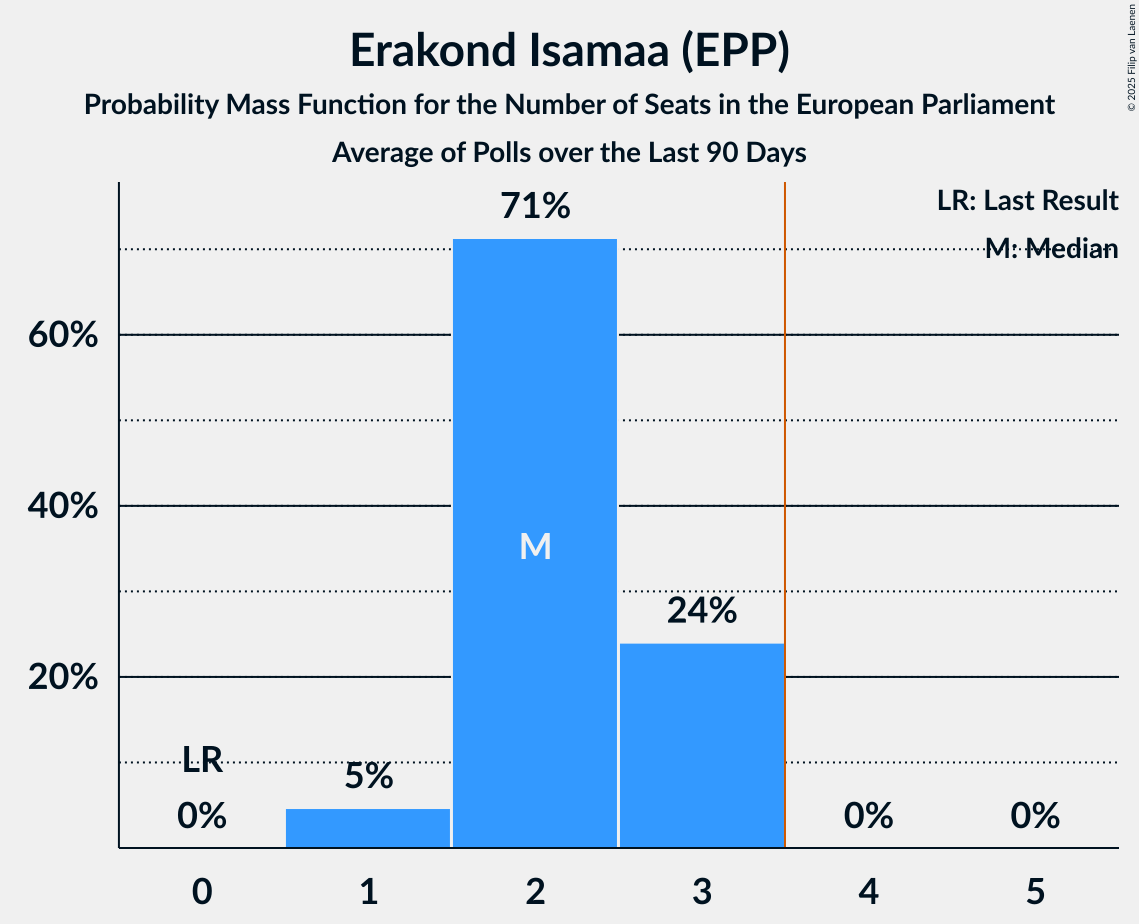 Erakond Isamaa (EPP)
Probability Mass Function for the Number of Seats in the European Parliament
Average of Polls over the Last 90 Days
© 2025 Filip van Laenen
LR: Last Result
M: Median
71%
60%
40%
M
24%
20%
LR
5%
0%
0%
0%
0 1 2 3 4 5